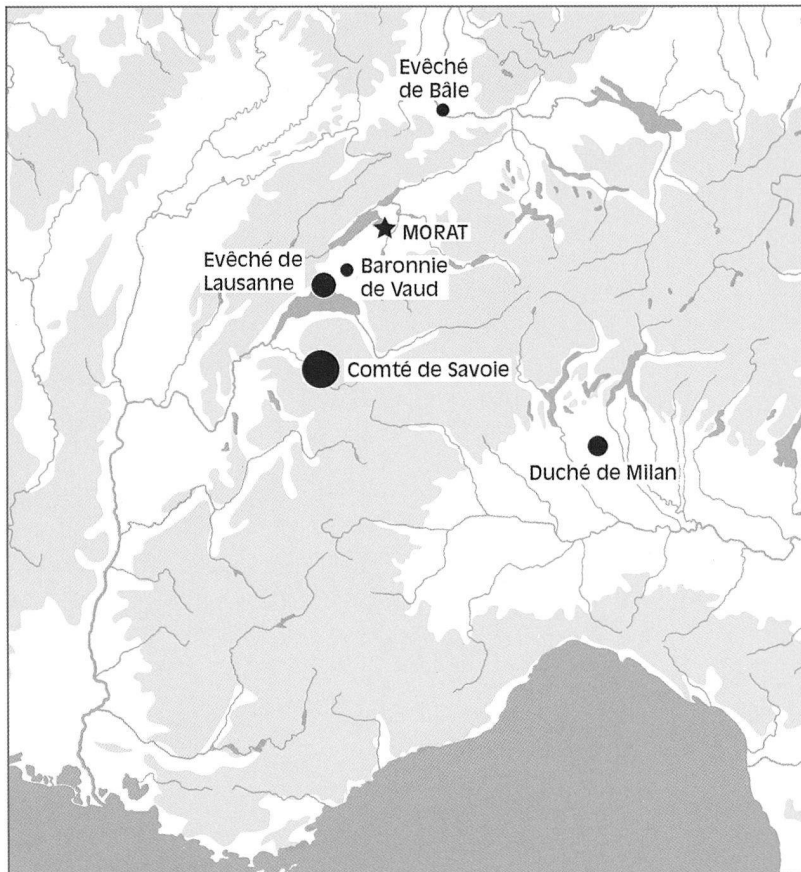 Evêché
de Bâle
MORAT
Evêché de
Lausanne
Baronnie
de Vaud
Comté de Savoie
Duché de Milan